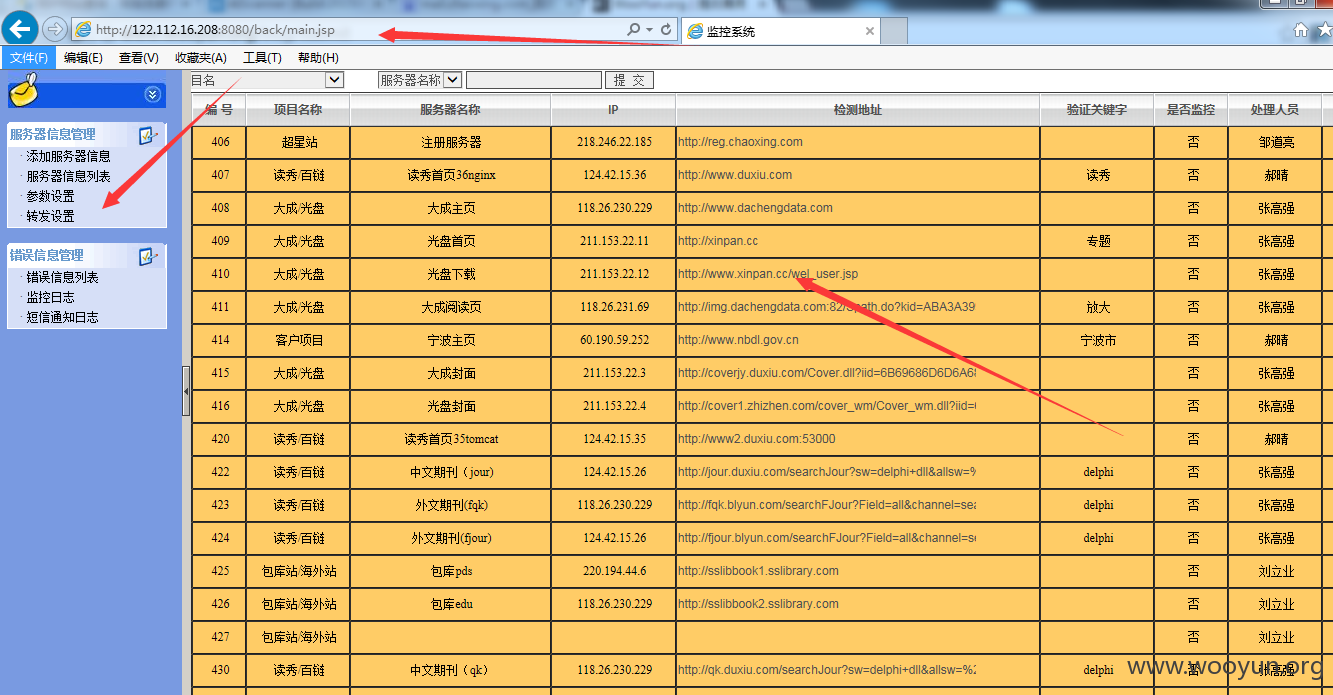 http://122.112.16.208:8080/back/main.jsp
监控系统
文件(F) 编辑(E) 查看(V) 收藏夹(A) 工具(T) 帮助(H)
目名 服务器名称 提 交
服务器信息管理
添加服务器信息
服务器信息列表
参数设置
转发设置
错误信息管理
错误信息列表
监控日志
短信通知日志
编 号 项目名称 服务器名称 IP 检测地址 验证关键字 是否监控 处理人员
406 超星站 注册服务器 218.246.22.185 http://reg.chaoxing.com 否 邹道亮
407 读秀/百链 读秀首页36nginx 124.42.15.36 http://www.duxiu.com 读秀 否 郝晴
408 大成/光盘 大成主页 118.26.230.229 http://www.dachengdata.com 否 张高强
409 大成/光盘 光盘首页 211.153.22.11 http://xinpan.cc 专题 否 张高强
410 大成/光盘 光盘下载 211.153.22.12 http://www.xinpan.cc/wel_user.jsp 否 张高强
411 大成/光盘 大成阅读页 118.26.231.69 http://img.dachengdata.com:82/Spath.do?kid=ABA3A39 放大 否 张高强
414 客户项目 宁波主页 60.190.59.252 http://www.nbdl.gov.cn 宁波市 否 郝晴
415 大成/光盘 大成封面 211.153.22.3 http://coverjy.duxiu.com/Cover.dll?iid=6B69686D6D6A6 否 张高强
416 大成/光盘 光盘封面 211.153.22.4 http://cover1.zhizhen.com/cover_wm/Cover_wm.dll?iid= 否 张高强
420 读秀/百链 读秀首页35tomcat 124.42.15.35 http://www2.duxiu.com:53000 否 郝晴
422 读秀/百链 中文期刊（jour) 124.42.15.26 http://jour.duxiu.com/searchJour?sw=delphi+dll&allsw=% delphi 否 张高强
423 读秀/百链 外文期刊(fqk) 118.26.230.229 http://fqk.blyun.com/searchFJour?Field=all&channel=sea 否 张高强
424 读秀/百链 外文期刊(fjour) 124.42.15.26 http://fjour.blyun.com/searchFJour?Field=all&channel=se delphi 否 张高强
425 包库站/海外站 包库pds 220.194.44.6 http://sslibbook1.sslibrary.com 否 刘立业
426 包库站/海外站 包库edu 118.26.230.229 http://sslibbook2.sslibrary.com 否 刘立业
427 包库站/海外站 否 刘立业
430 读秀/百链 中文期刊（qk） 118.26.230.229 http://qk.duxiu.com/searchJour?sw=delphi+dll&allsw=%2 delphi 否 张高强
www.wooyun.org